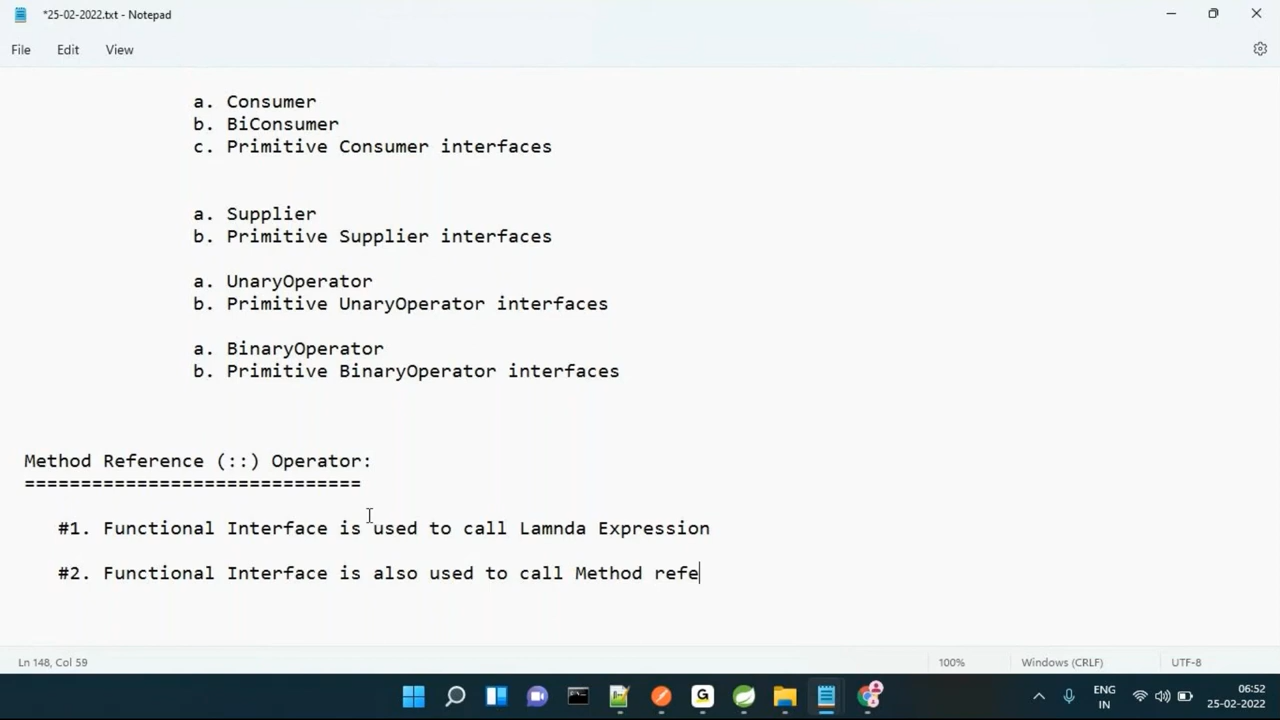 *25-02-2022.txt - Notepad
File Edit View
a. Consumer
b. BiConsumer
c. Primitive Consumer interfaces
a. Supplier
b. Primitive Supplier interfaces
a. UnaryOperator
b. Primitive UnaryOperator interfaces
a. BinaryOperator
b. Primitive BinaryOperator interfaces
Method Reference (::) Operator:
==============================
#1. Functional Interface is used to call Lamnda Expression
#2. Functional Interface is also used to call Method refe
Ln 148, Col 59 100% Windows (CRLF) UTF-8
ENG
IN
06:52
25-02-2022